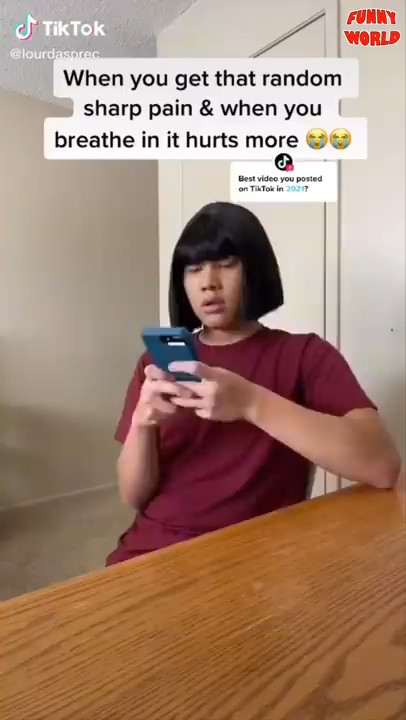 TikTok
@lourdasprec
FUNNY
WORLD
When you get that random
sharp pain & when you
breathe in it hurts more 😭😭
Best video you posted
on TikTok in 2021?